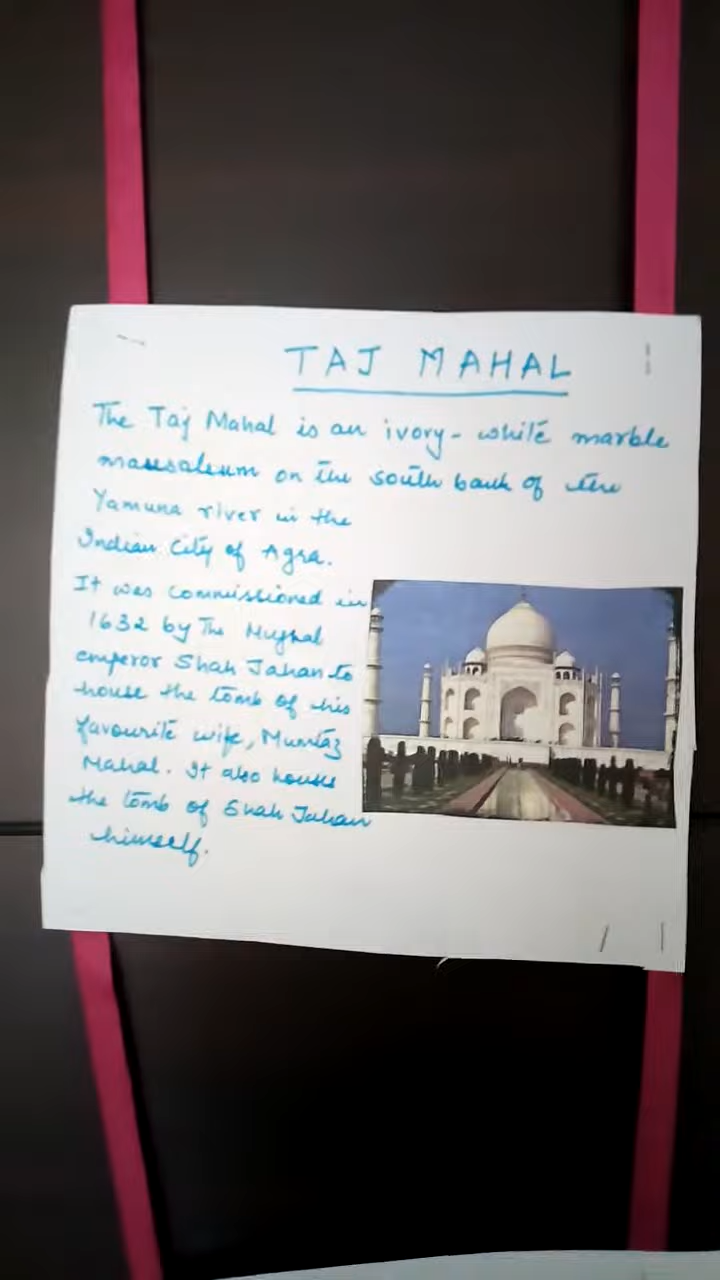 TAJ MAHAL
The Taj Mahal is an ivory-white marble
mausaleum on the south bank of the
Yamuna river in the
Indian City of Agra.
It was commissioned in
1632 by The Mughal
emperor Shah Jahan to
house the tomb of his
favourite wife, Mumtaz
Mahal. It also houses
the tomb of Shah Jahan
himself.